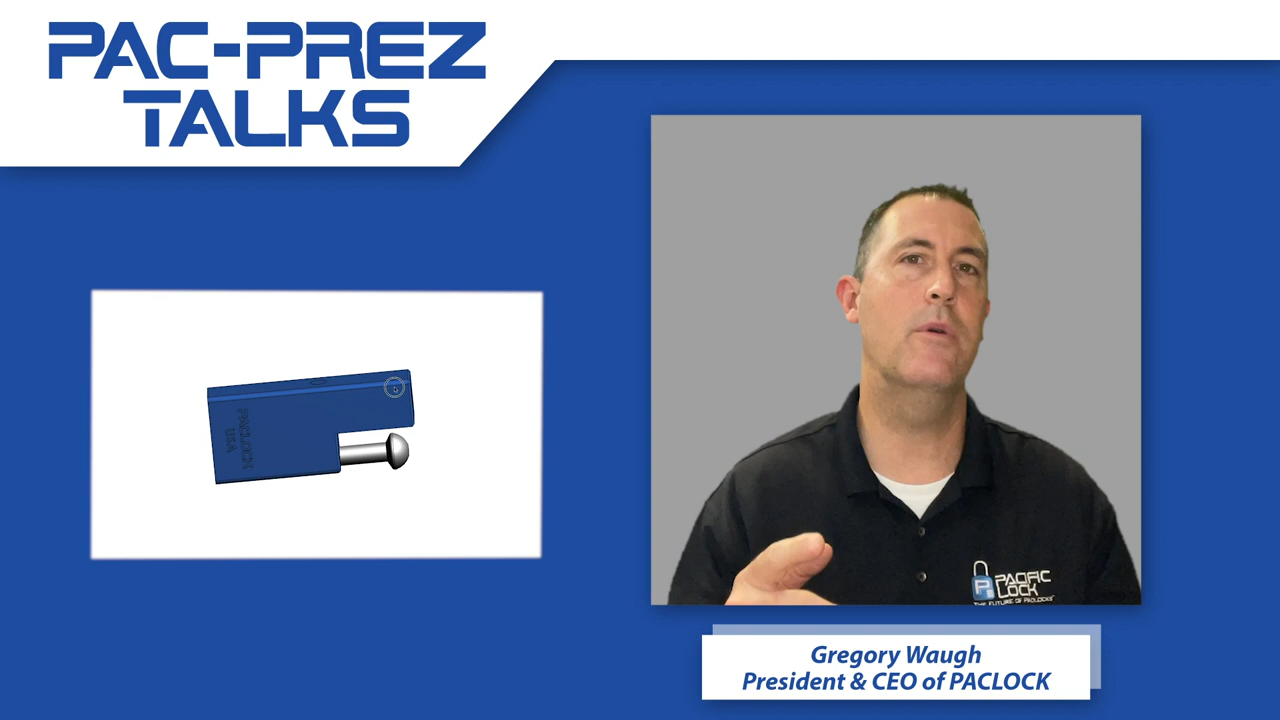 PAC-PREZ
TALKS
PACLOCK
USA
PACIFIC
LOCK
THE FUTURE OF PADLOCKS
Gregory Waugh
President & CEO of PACLOCK